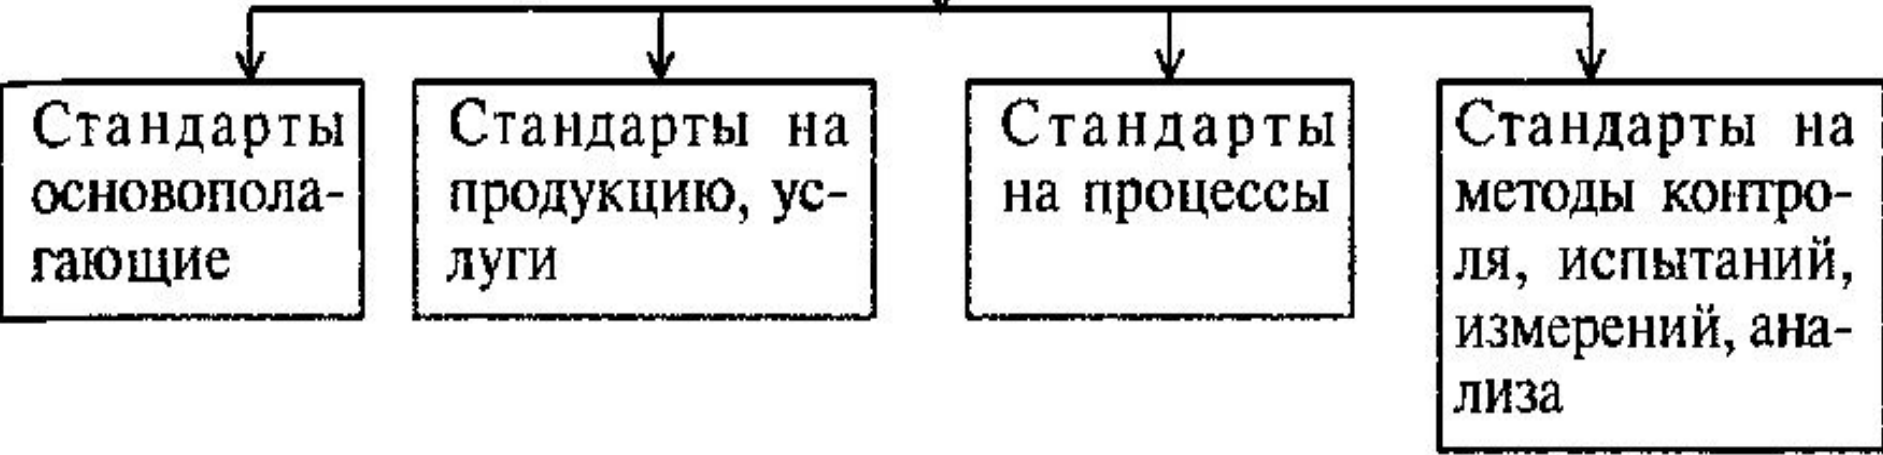 Стандарты
основопола-
гающие
Стандарты на
продукцию, ус-
луги
Стандарты
на процессы
Стандарты на
методы контро-
ля, испытаний,
измерений, ана-
лиза